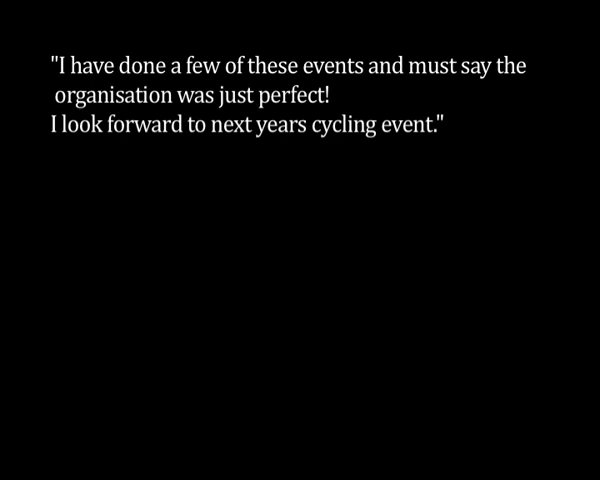 "I have done a few of these events and must say the
organisation was just perfect!
I look forward to next years cycling event."